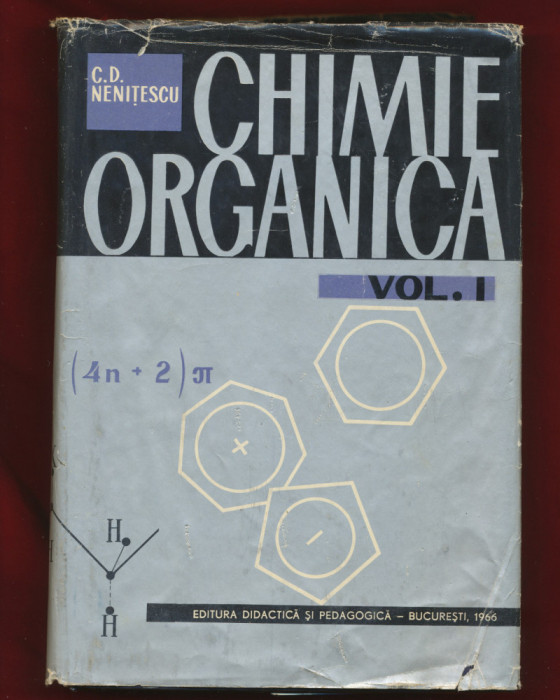 C.D.
NENIȚESCU
CHIMIE
ORGANICA
VOL. I
(4n + 2) π
+
−
H
H
H
EDITURA DIDACTICĂ ȘI PEDAGOGICĂ – BUCUREȘTI, 1966